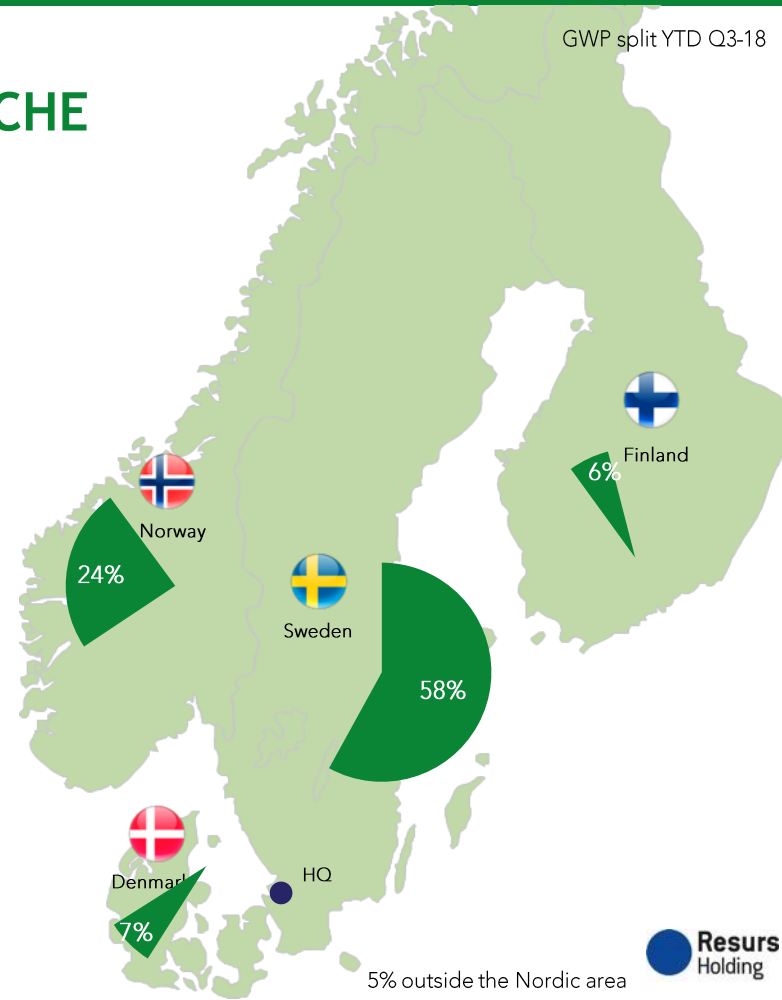 GWP split YTD Q3-18
CHE
Finland
6%
Norway
24%
Sweden
58%
Denmark
7%
HQ
5% outside the Nordic area
Resurs
Holding